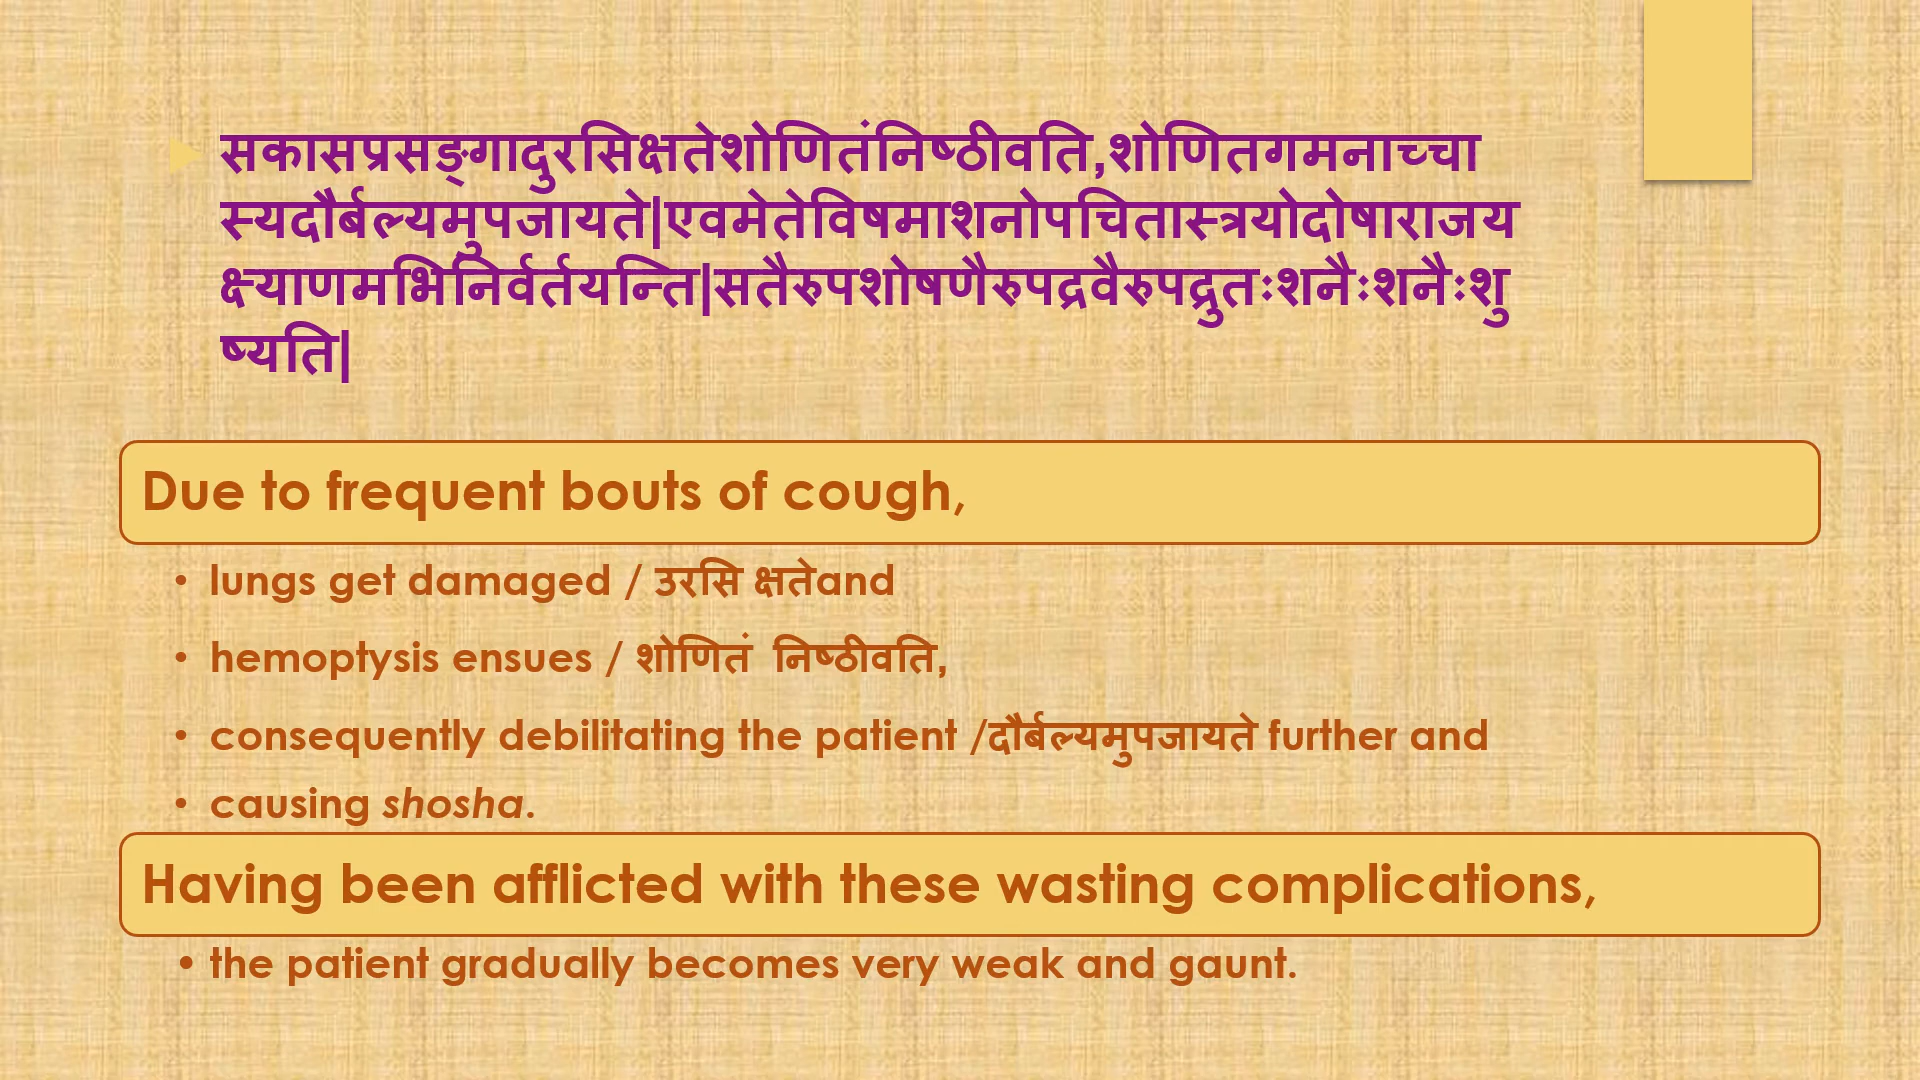 सकासप्रसङ्गादुरसिक्षतेशोणितंनिष्ठीवति,शोणितगमनाच्चा
स्यदौर्बल्यमुपजायते|एवमेतेविषमाशनोपचितास्त्रयोदोषाराजय
क्ष्याणमभिनिर्वर्तयन्ति|सतैरुपशोषणैरुपद्रवैरुपद्रुतःशनैःशनैःशु
ष्यति|
Due to frequent bouts of cough,
• lungs get damaged / उरसि क्षतेand
• hemoptysis ensues / शोणितं निष्ठीवति,
• consequently debilitating the patient /दौर्बल्यमुपजायते further and
• causing shosha.
Having been afflicted with these wasting complications,
• the patient gradually becomes very weak and gaunt.